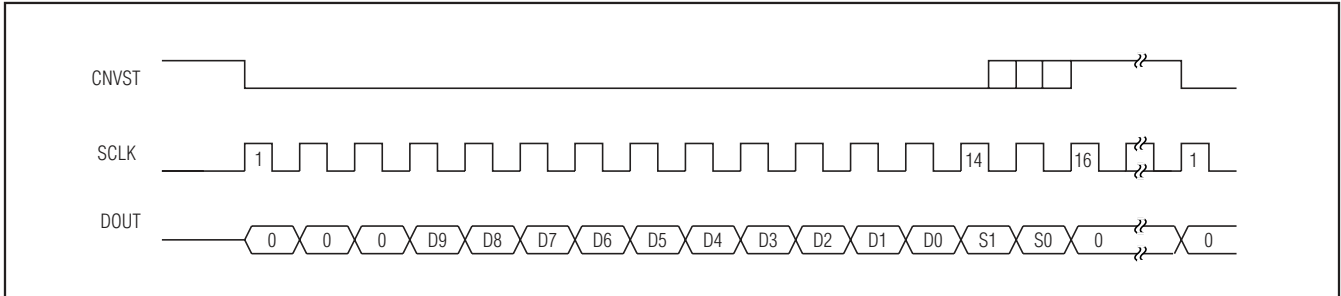 CNVST
SCLK
1 14 16 1
DOUT
0 0 0 D9 D8 D7 D6 D5 D4 D3 D2 D1 D0 S1 S0 0 0